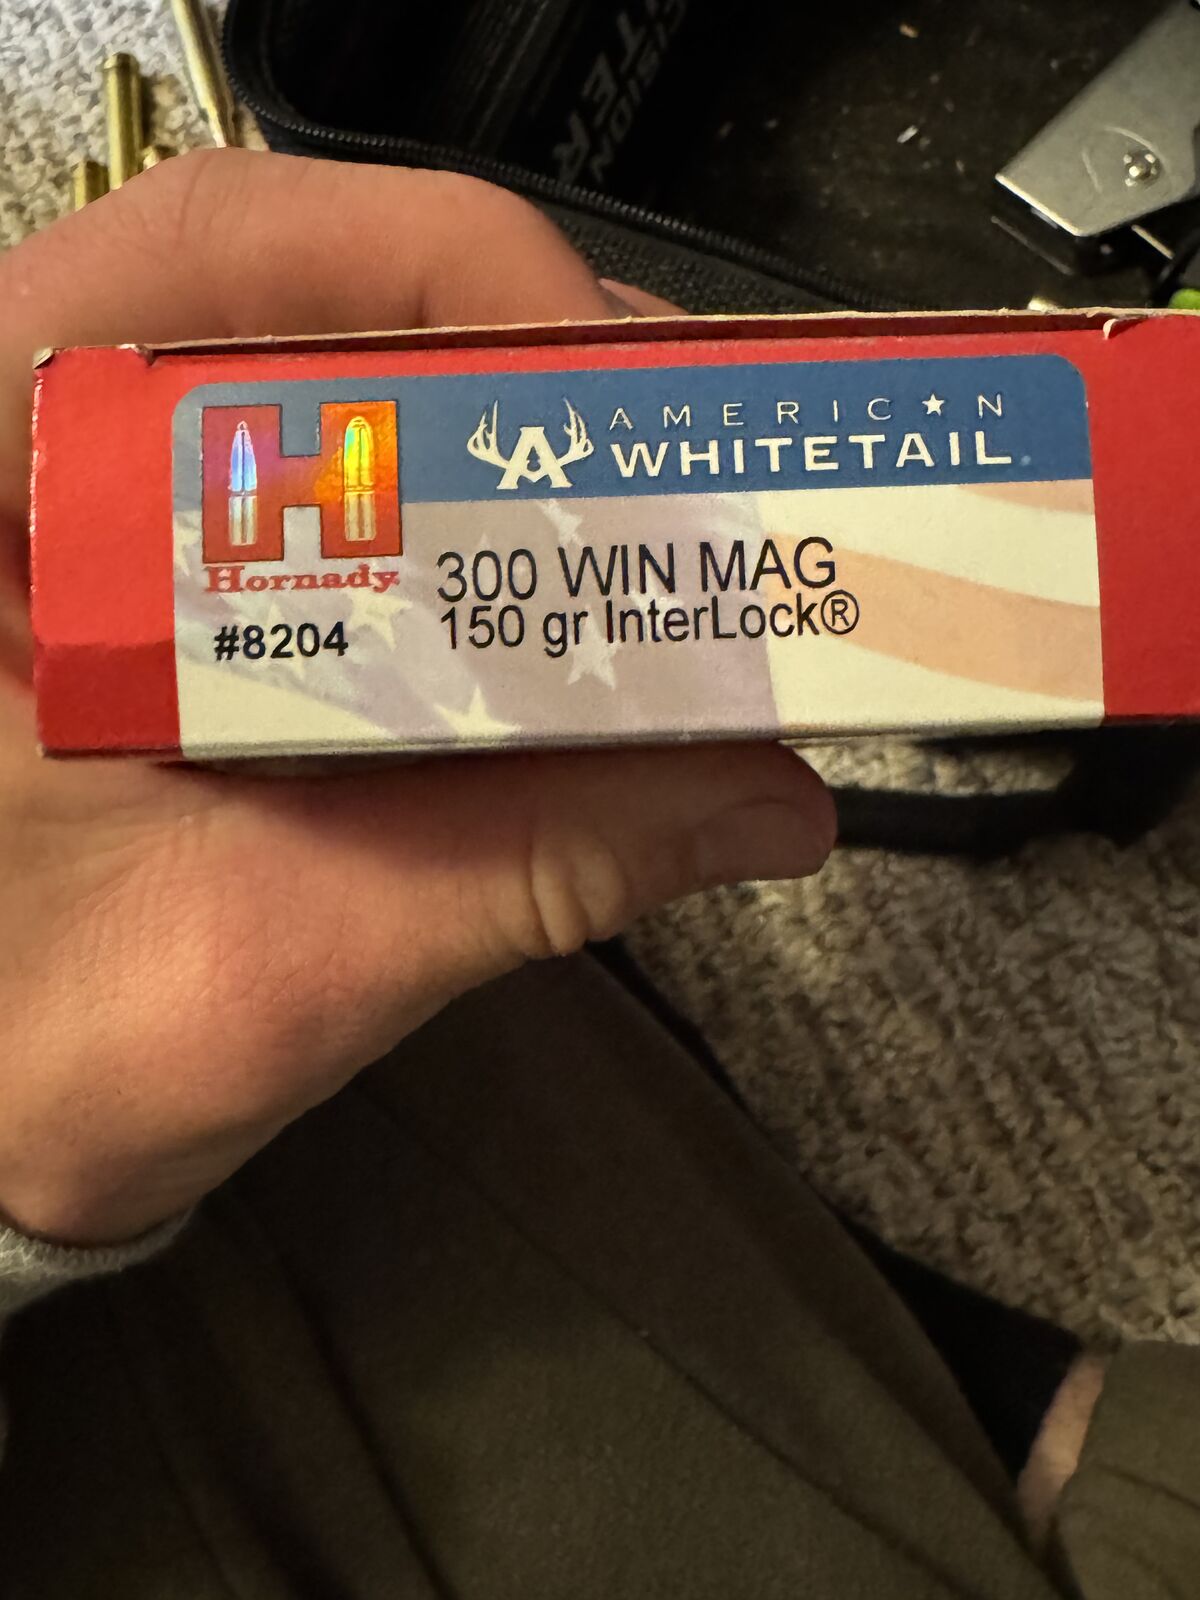 AMERIC★N
WHITETAIL
Hornady
#8204
300 WIN MAG
150 gr InterLock®